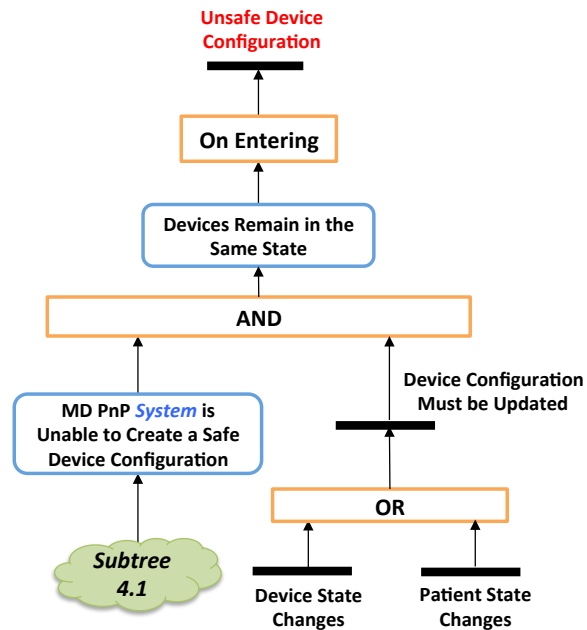 Unsafe Device
Configuration
On Entering
Devices Remain in the
Same State
AND
MD PnP System is
Unable to Create a Safe
Device Configuration
Device Configuration
Must be Updated
OR
Subtree
4.1
Device State
Changes
Patient State
Changes